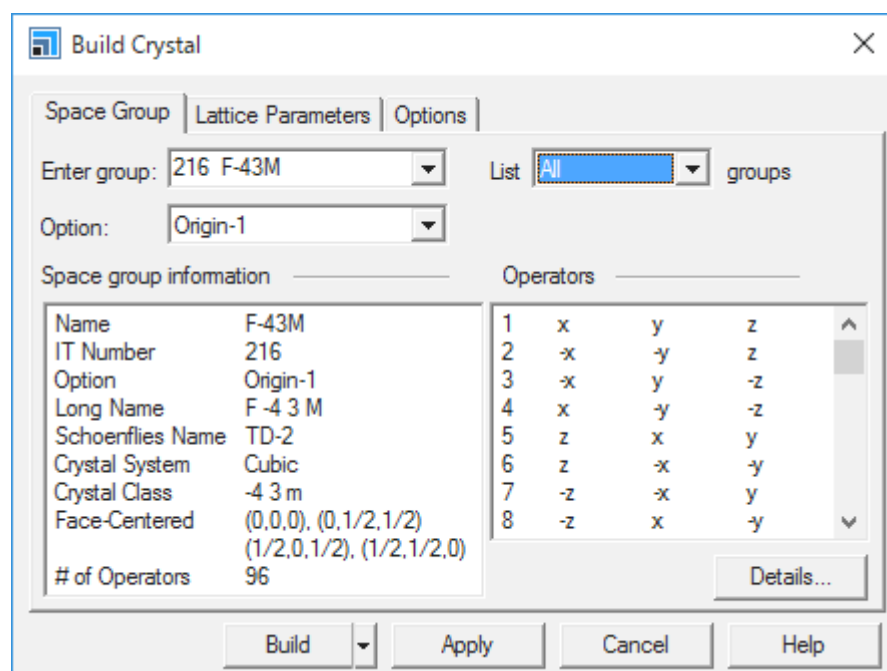 Build Crystal
Space Group Lattice Parameters Options
Enter group: 216 F-43M List All groups
Option: Origin-1
Space group information Operators
Name F-43M
IT Number 216
Option Origin-1
Long Name F -4 3 M
Schoenflies Name TD-2
Crystal System Cubic
Crystal Class -4 3 m
Face-Centered (0,0,0), (0,1/2,1/2)
(1/2,0,1/2), (1/2,1/2,0)
# of Operators 96
1 x y z
2 -x -y z
3 -x y -z
4 x -y -z
5 z x y
6 z -x -y
7 -z -x y
8 -z x -y
Details...
Build Apply Cancel Help